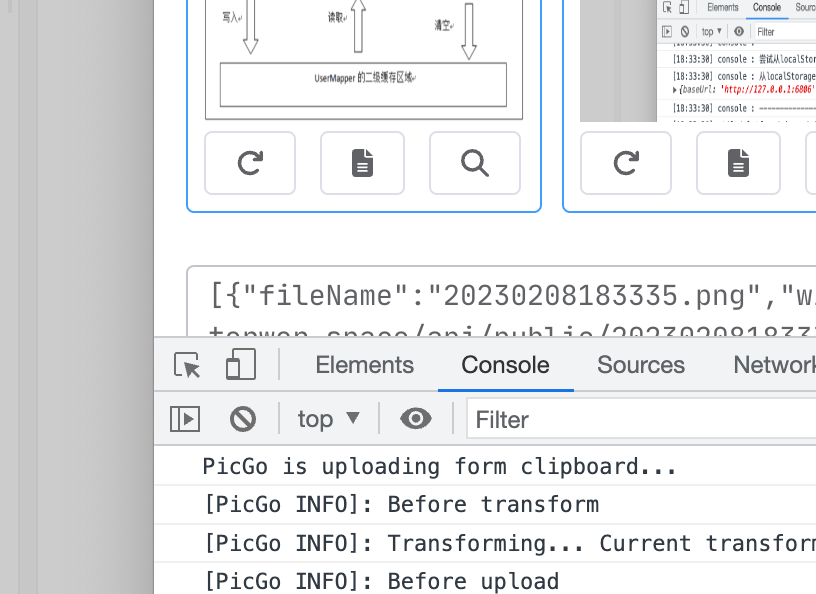 写入
读取
清空
UserMapper 的二级缓存区域
Elements Console
top Filter
[18:33:30] console :
[18:33:30] console : 尝试从localStor
[18:33:30] console : 从localStorage
{baseUrl: 'http://127.0.0.1:6806'
[18:33:30] console :
[{"fileName":"20230208183335.png","w
Elements Console Sources Network
top Filter
PicGo is uploading form clipboard...
[PicGo INFO]: Before transform
[PicGo INFO]: Transforming... Current transform
[PicGo INFO]: Before upload